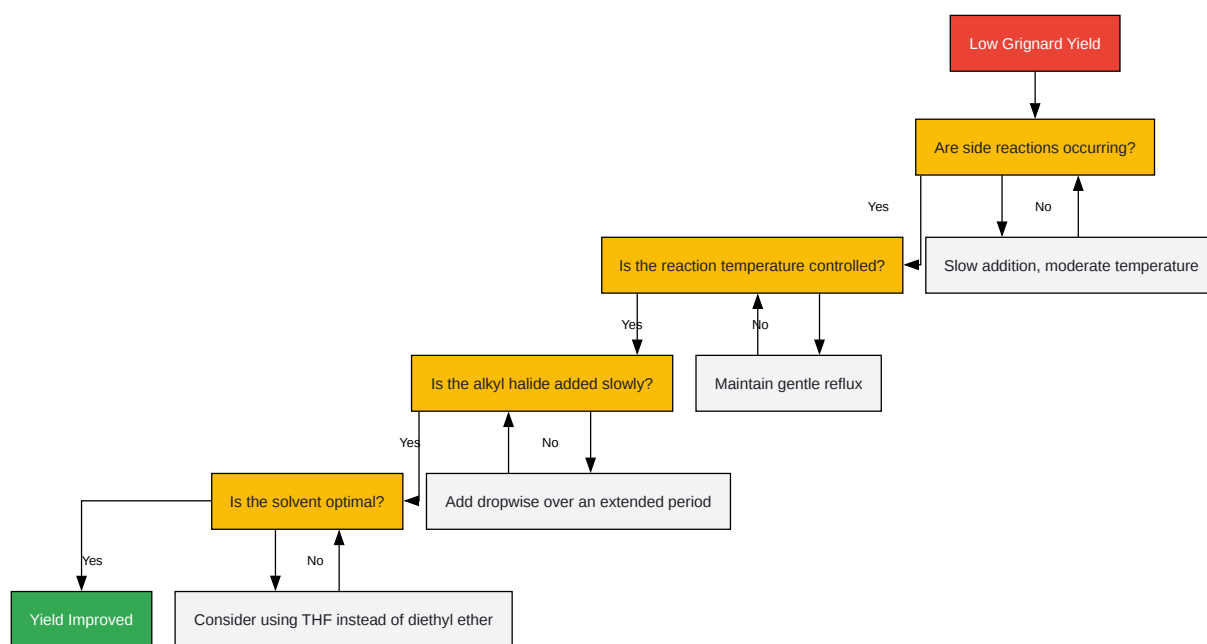 Low Grignard Yield
Are side reactions occurring?
Yes
No
Is the reaction temperature controlled?
Slow addition, moderate temperature
Yes
No
Is the alkyl halide added slowly?
Maintain gentle reflux
Yes
No
Is the solvent optimal?
Add dropwise over an extended period
Yes
No
Yield Improved
Consider using THF instead of diethyl ether